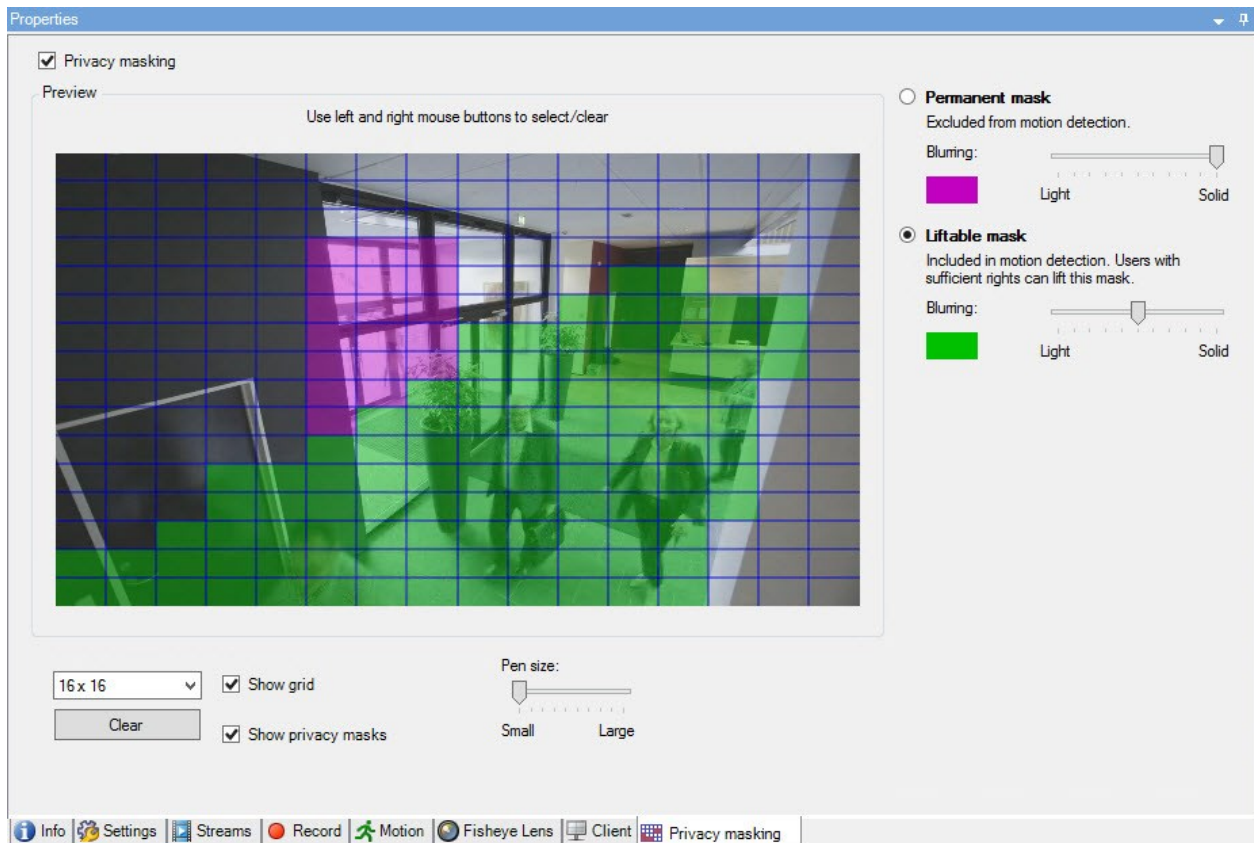 Properties
Privacy masking
Preview
Use left and right mouse buttons to select/clear
Permanent mask
Excluded from motion detection.
Blurring:
Light Solid
Liftable mask
Included in motion detection. Users with
sufficient rights can lift this mask.
Blurring:
Light Solid
16 x 16
Show grid
Clear
Show privacy masks
Pen size:
Small Large
Info Settings Streams Record Motion Fisheye Lens Client Privacy masking